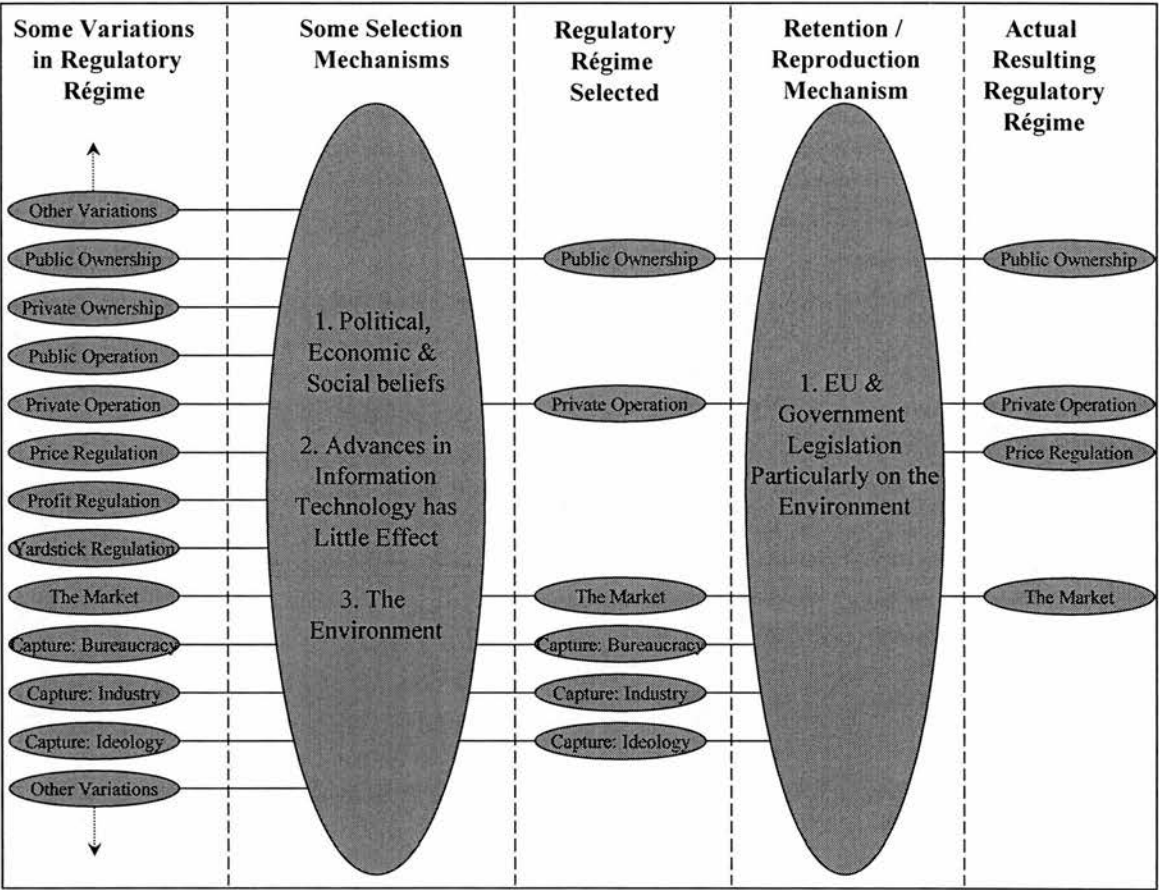 Some Variations
in Regulatory
Régime
Other Variations
Public Ownership
Private Ownership
Public Operation
Private Operation
Price Regulation
Profit Regulation
Yardstick Regulation
The Market
Capture: Bureaucracy
Capture: Industry
Capture: Ideology
Other Variations
Some Selection
Mechanisms
1. Political,
Economic &
Social beliefs
2. Advances in
Information
Technology has
Little Effect
3. The
Environment
Regulatory
Régime
Selected
Public Ownership
Private Operation
The Market
Capture: Bureaucracy
Capture: Industry
Capture: Ideology
Retention /
Reproduction
Mechanism
1. EU &
Government
Legislation
Particularly on the
Environment
Actual
Resulting
Regulatory
Régime
Public Ownership
Private Operation
Price Regulation
The Market